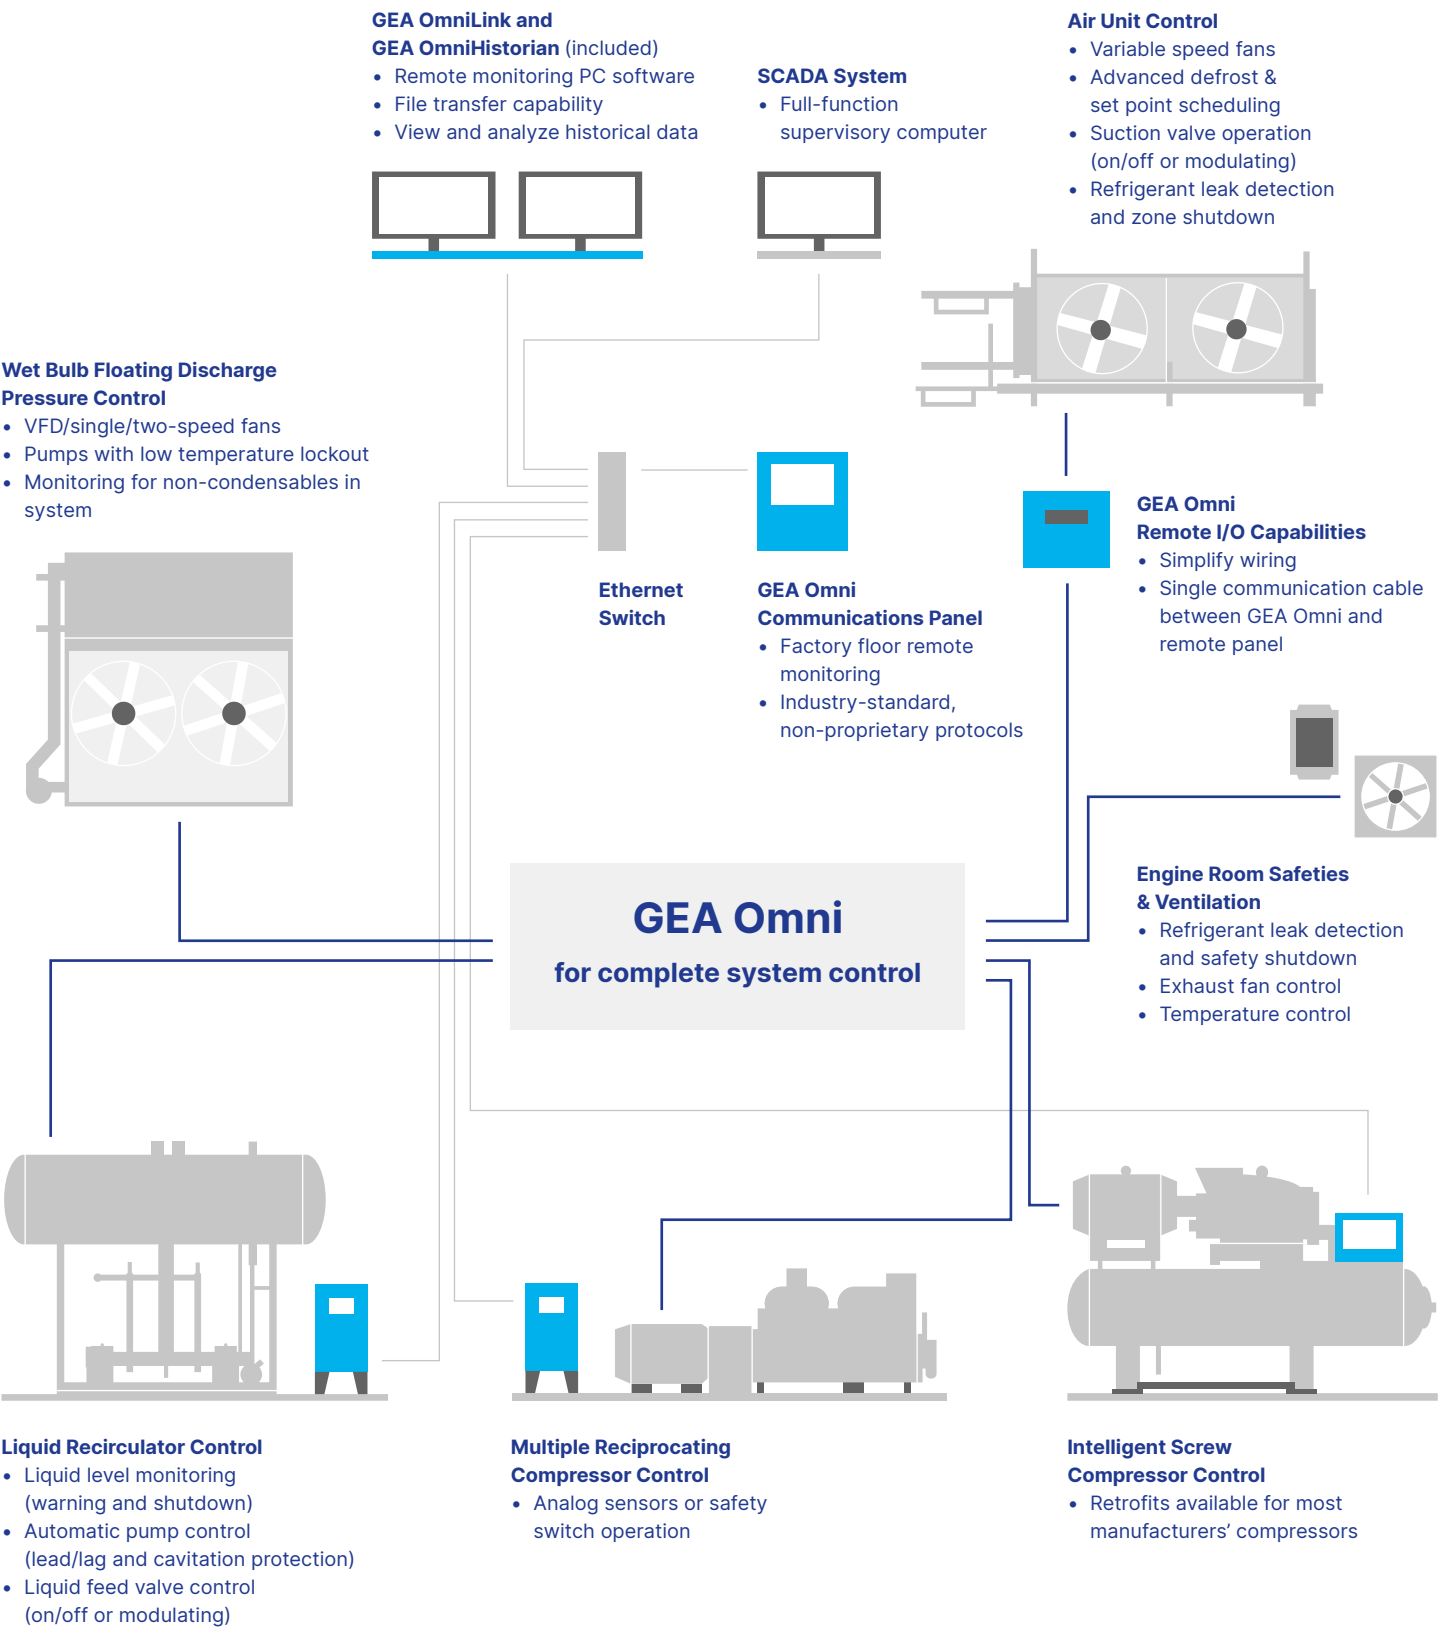 GEA OmniLink and
GEA OmniHistorian (included)
• Remote monitoring PC software
• File transfer capability
• View and analyze historical data
SCADA System
• Full-function
supervisory computer
Air Unit Control
• Variable speed fans
• Advanced defrost &
set point scheduling
• Suction valve operation
(on/off or modulating)
• Refrigerant leak detection
and zone shutdown
Wet Bulb Floating Discharge
Pressure Control
• VFD/single/two-speed fans
• Pumps with low temperature lockout
• Monitoring for non-condensables in
system
Ethernet
Switch
GEA Omni
Communications Panel
• Factory floor remote
monitoring
• Industry-standard,
non-proprietary protocols
GEA Omni
Remote I/O Capabilities
• Simplify wiring
• Single communication cable
between GEA Omni and
remote panel
GEA Omni
for complete system control
Engine Room Safeties
& Ventilation
• Refrigerant leak detection
and safety shutdown
• Exhaust fan control
• Temperature control
Liquid Recirculator Control
• Liquid level monitoring
(warning and shutdown)
• Automatic pump control
(lead/lag and cavitation protection)
• Liquid feed valve control
(on/off or modulating)
Multiple Reciprocating
Compressor Control
• Analog sensors or safety
switch operation
Intelligent Screw
Compressor Control
• Retrofits available for most
manufacturers’ compressors